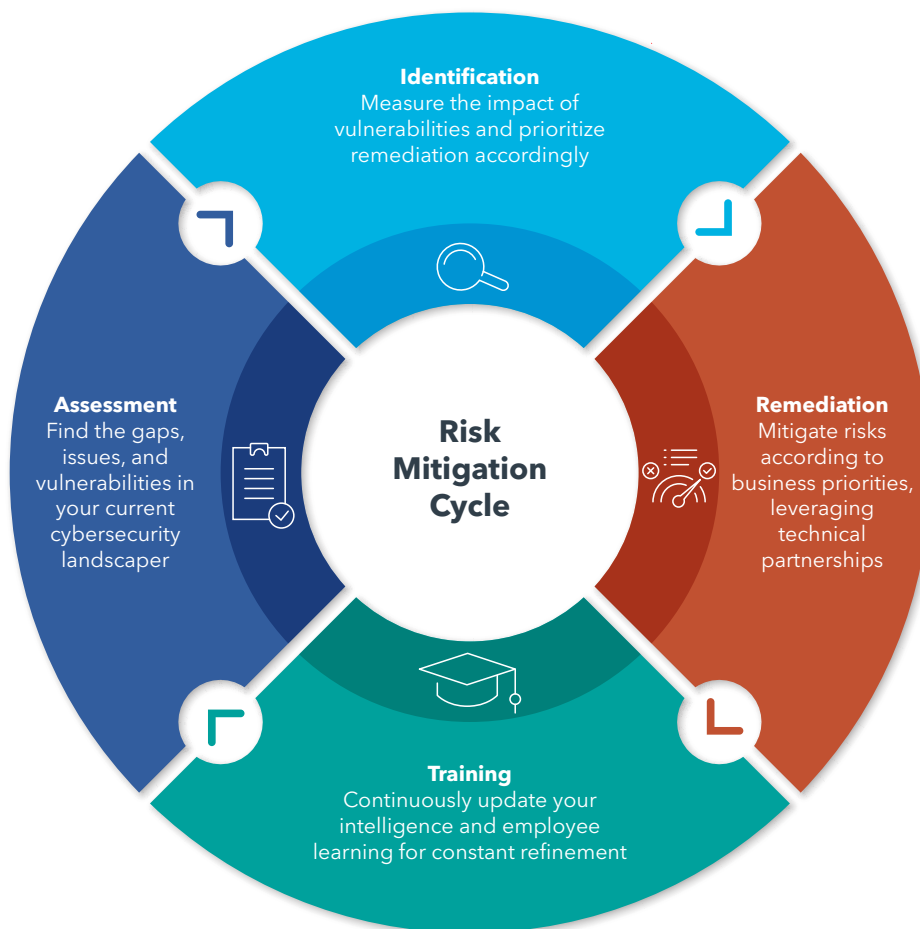 Identification
Measure the impact of
vulnerabilities and prioritize
remediation accordingly
Assessment
Find the gaps,
issues, and
vulnerabilities in
your current
cybersecurity
landscaper
Risk
Mitigation
Cycle
Remediation
Mitigate risks
according to
business priorities,
leveraging
technical
partnerships
Training
Continuously update your
intelligence and employee
learning for constant refinement